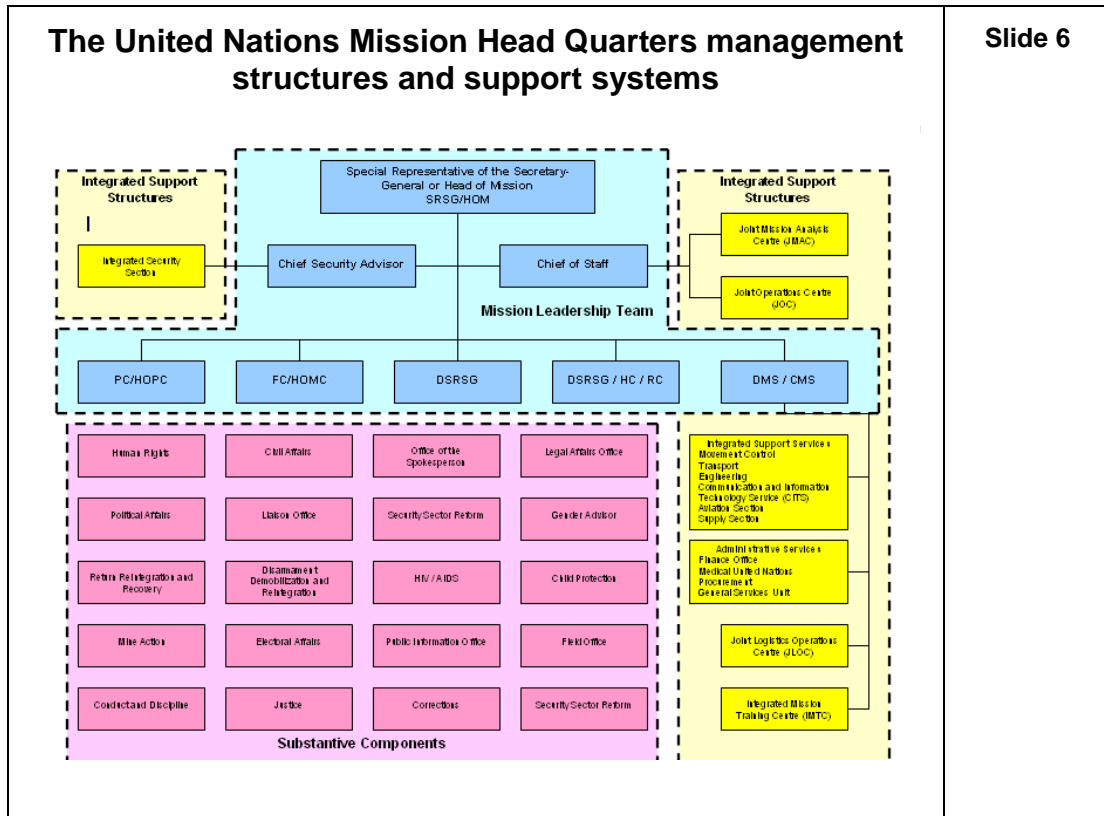 The United Nations Mission Head Quarters management
structures and support systems
Slide 6
Integrated Support
Structures
Special Representative of the Secretary-
General or Head of Mission
SRSG/HOM
Integrated Support
Structures
Integrated Security
Section
Chief Security Advisor
Chief of Staff
Joint Mission Analysis
Centre (JMAC)
Joint Operations Centre
(JOC)
Mission Leadership Team
PC/HOPC
FC/HOMC
DSRSG
DSRSG / HC / RC
DMS / CMS
Human Rights
Civil Affairs
Office of the
Spokesperson
Legal Affairs Office
Political Affairs
Liaison Office
Security Sector Reform
Gender Advisor
Return Reintegration and
Recovery
Disarmament
Demobilization and
Reintegration
HIV / AIDS
Child Protection
Mine Action
Electoral Affairs
Public Information Office
Field Office
Conduct and Discipline
Justice
Corrections
Security Sector Reform
Substantive Components
Integrated Support Services
Movement Control
Transport
Engineering
Communication and Information
Technology Service (CITS)
Aviation Section
Supply Section
Administrative Services
Finance Office
Medical United Nations
Procurement
General Services Unit
Joint Logistics Operations
Centre (JLOC)
Integrated Mission
Training Centre (IMTC)